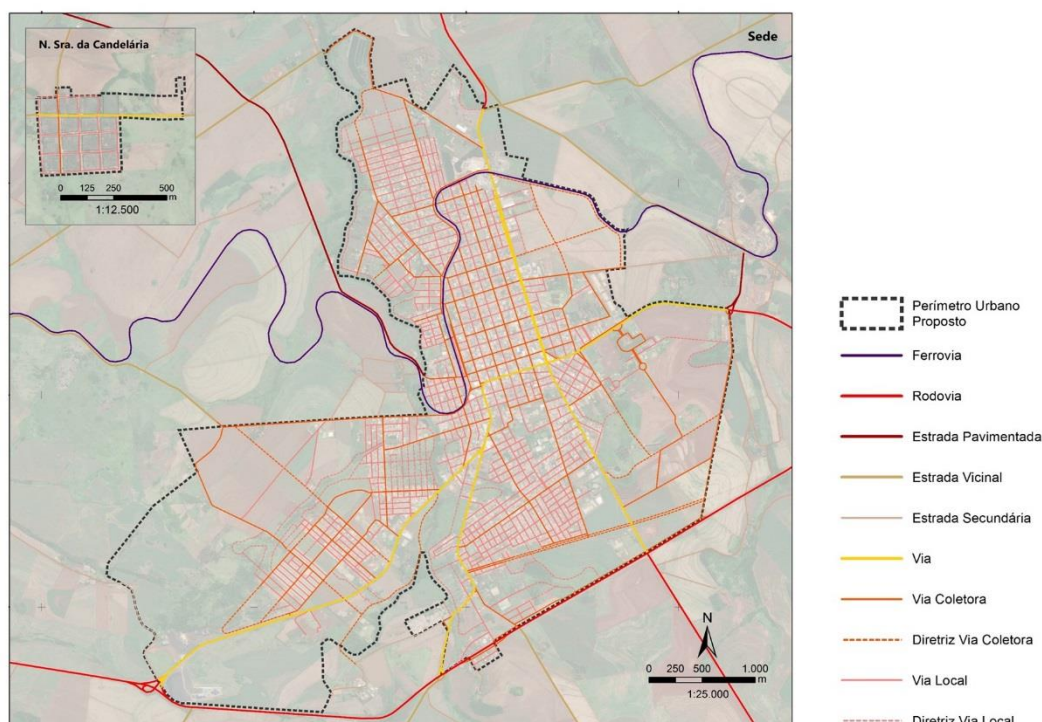 N. Sra. da Candelária
0 125 250 500
m
1:12.500
Sede
N
0 250 500 1.000
m
1:25.000
Perímetro Urbano
Proposto
Ferrovia
Rodovia
Estrada Pavimentada
Estrada Vicinal
Estrada Secundária
Via
Via Coletora
Diretriz Via Coletora
Via Local
Diretriz Via Local